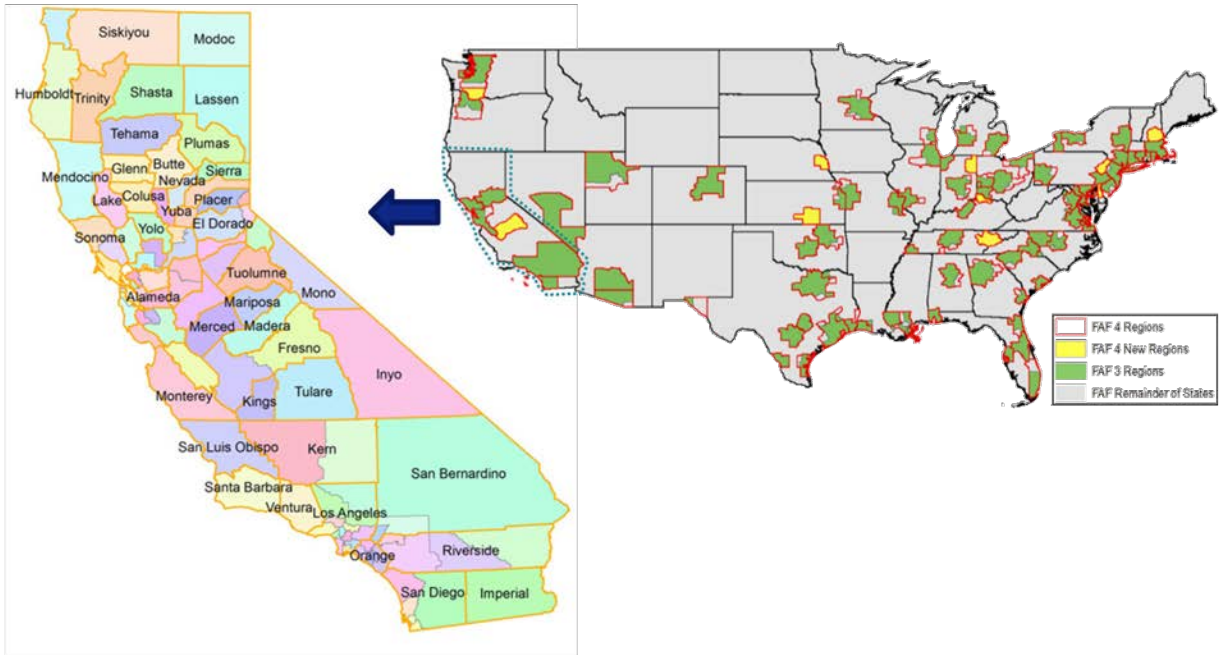 Siskiyou
Modoc
Humboldt
Trinity
Shasta
Lassen
Tehama
Plumas
Mendocino
Glenn
Butte
Sierra
Nevada
Lake
Colusa
Yuba
Placer
Sonoma
Yolo
El Dorado
Alameda
Tuolumne
Mono
Mariposa
Merced
Madera
Fresno
Inyo
Monterey
Kings
Tulare
San Luis Obispo
Kern
San Bernardino
Santa Barbara
Ventura
Los Angeles
Orange
Riverside
San Diego
Imperial
FAF 4 Regions
FAF 4 New Regions
FAF 3 Regions
FAF Remainder of States